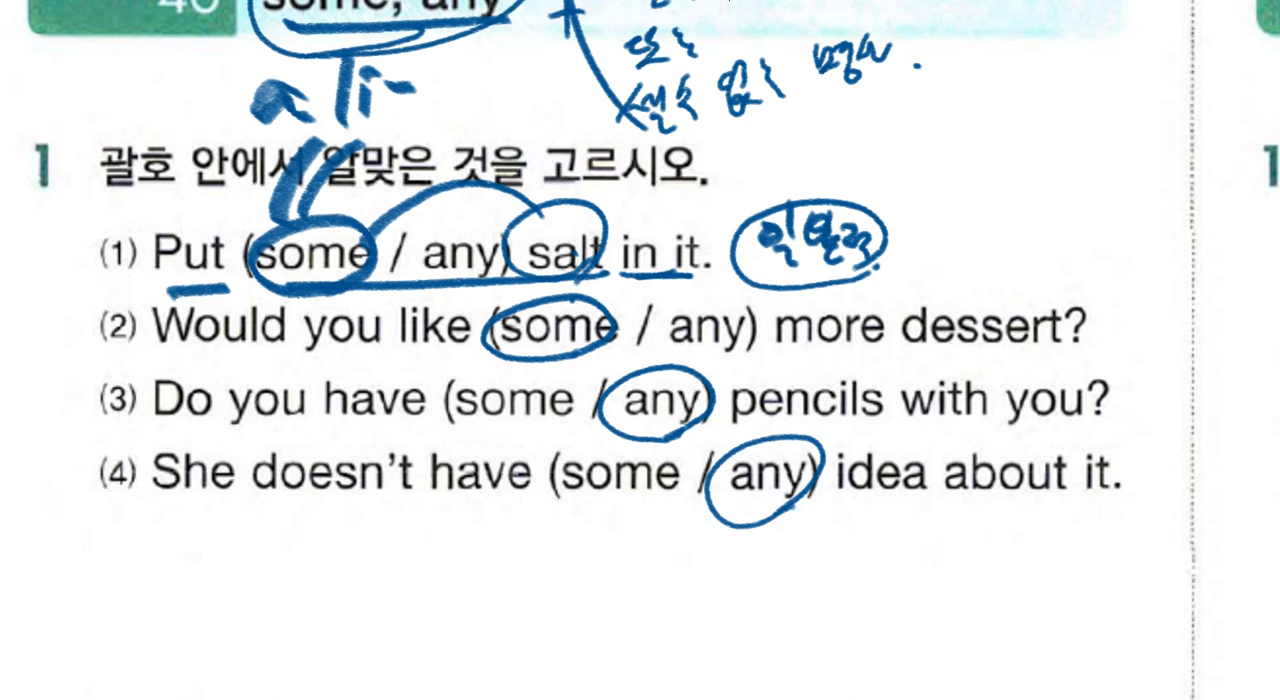 some, any
또는
셀 수 없는 명사.
1 괄호 안에서 알맞은 것을 고르시오.
(1) Put (some / any) salt in it.
(2) Would you like (some / any) more dessert?
(3) Do you have (some / any) pencils with you?
(4) She doesn't have (some / any) idea about it.
1